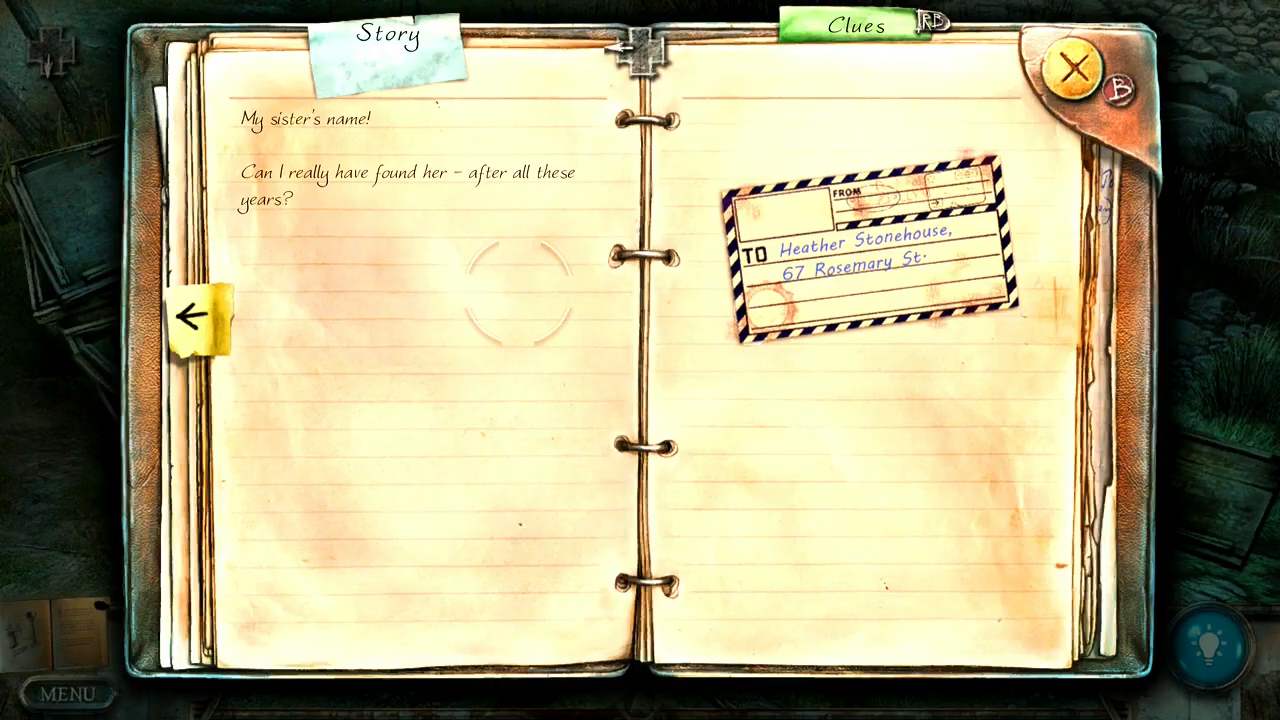 Story
Clues
RB
B
My sister's name!
Can I really have found her – after all these
years?
FROM
TO
Heather Stonehouse,
67 Rosemary St.
MENU